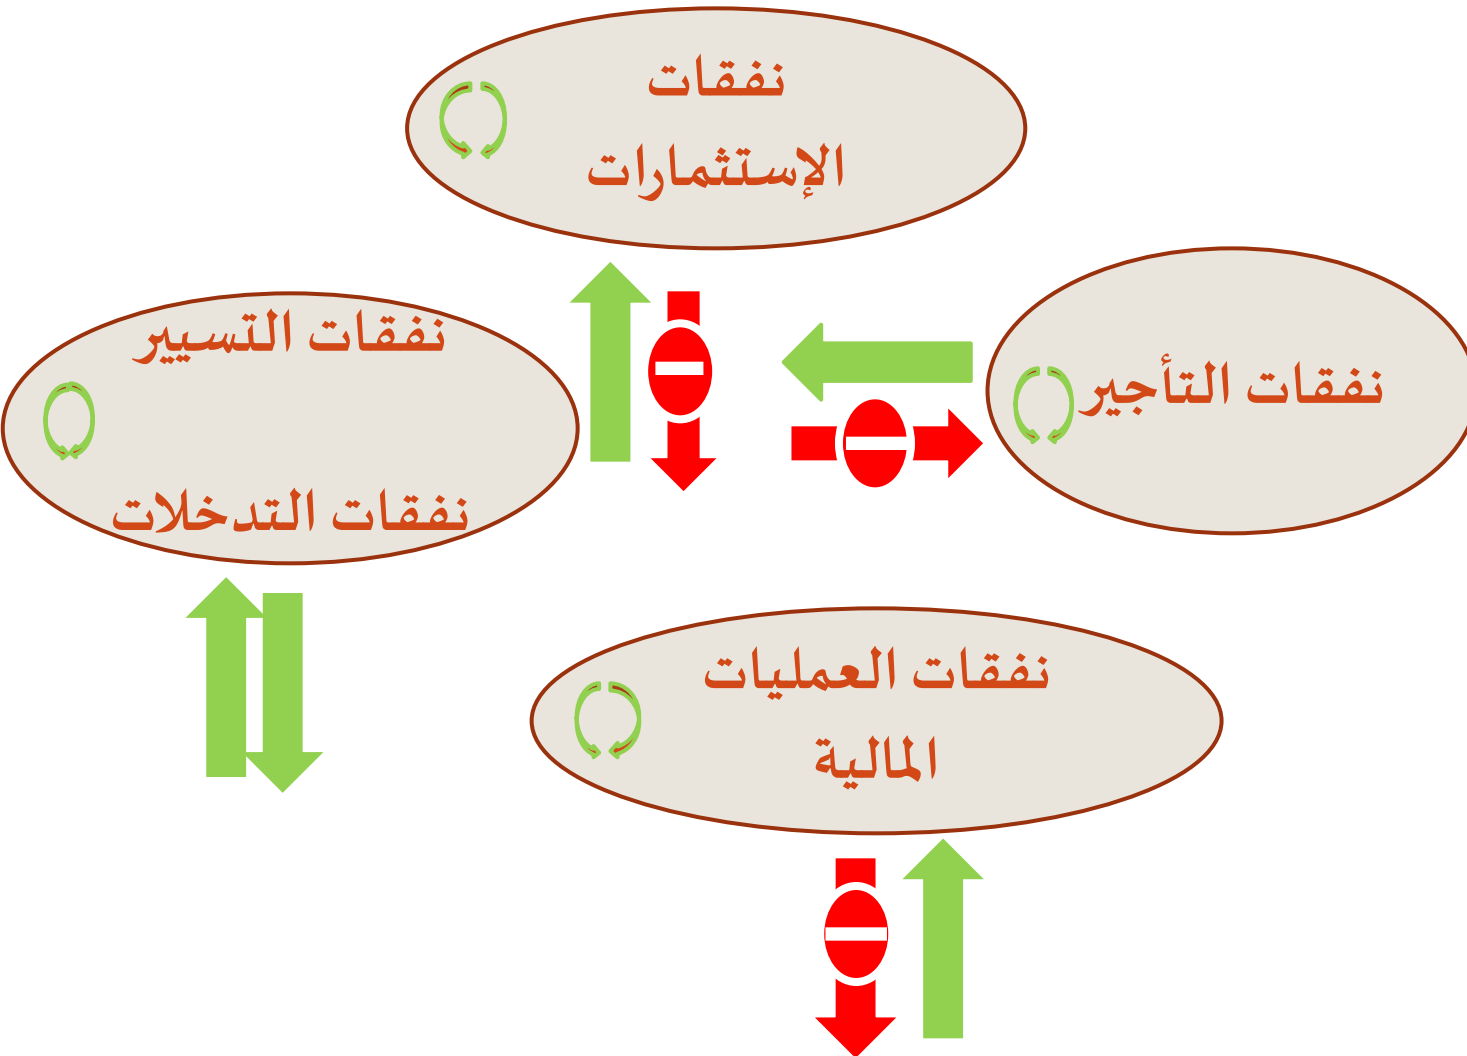 نفقات
الإستثمارات
نفقات التأجير
نفقات التسيير
نفقات التدخلات
نفقات العمليات
المالية